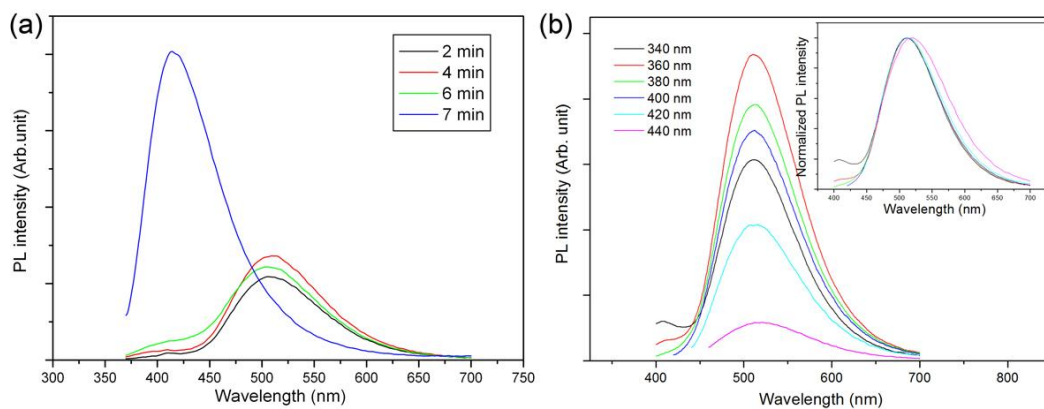 (a)
2 min
4 min
6 min
7 min
PL intensity (Arb.unit)
300 350 400 450 500 550 600 650 700 750
Wavelength (nm)
(b)
340 nm
360 nm
380 nm
400 nm
420 nm
440 nm
PL intensity (Arb. unit)
400 500 600 700 800
Wavelength (nm)
Normalized PL intensity
400 450 500 550 600 650 700
Wavelength (nm)